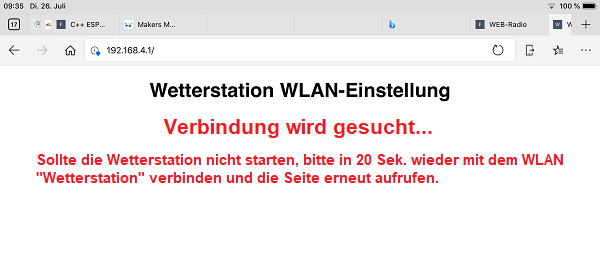 09:35 Di. 26. Juli 100 %
17 F C++ ESP... Makers M... F WEB-Radio W W
192.168.4.1/
Wetterstation WLAN-Einstellung
Verbindung wird gesucht...
Sollte die Wetterstation nicht starten, bitte in 20 Sek. wieder mit dem WLAN
"Wetterstation" verbinden und die Seite erneut aufrufen.